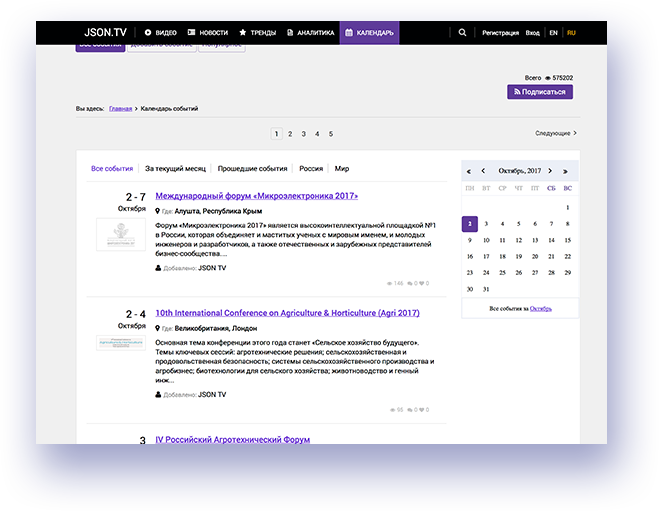 JSON.TV ВИДЕО НОВОСТИ ТРЕНДЫ АНАЛИТИКА КАЛЕНДАРЬ Регистрация Вход EN RU
Все события Добавить событие Популярное
Всего 575202
Подписаться
Вы здесь: Главная > Календарь событий
1 2 3 4 5 Следующие >
Все события За текущий месяц Прошедшие события Россия Мир
2 - 7
Октября
Международный форум «Микроэлектроника 2017»
Где: Алушта, Республика Крым
Форум «Микроэлектроника 2017» является высокоинтеллектуальной площадкой №1
в России, которая объединяет и маститых ученых с мировым именем, и молодых
инженеров и разработчиков, а также отечественных и зарубежных представителей
бизнес-сообщества....
Добавлено: JSON TV
146 0 0
2 - 4
Октября
10th International Conference on Agriculture & Horticulture (Agri 2017)
Где: Великобритания, Лондон
Основная тема конференции этого года станет «Сельское хозяйство будущего».
Темы ключевых сессий: агротехнические решения; сельскохозяйственная и
продовольственная безопасность; системы сельскохозяйственного производства и
агробизнес; биотехнологии для сельского хозяйства; животноводство и генный
инж...
Добавлено: JSON TV
98 0 0
3
IV Российский Агротехнический Форум
« < Октябрь, 2017 > »
ПН ВТ СР ЧТ ПТ СБ ВС
1
2 3 4 5 6 7 8
9 10 11 12 13 14 15
16 17 18 19 20 21 22
23 24 25 26 27 28 29
30 31
Все события за Октябрь